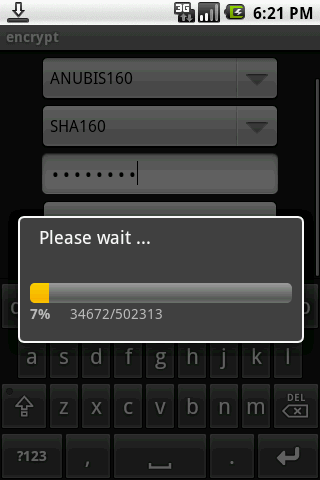 3G
6:21 PM
encrypt
ANUBIS160
SHA160
••••••••
Please wait ...
7% 34672/502313
a s d f g h j k l
z x c v b n m DEL
?123 , .